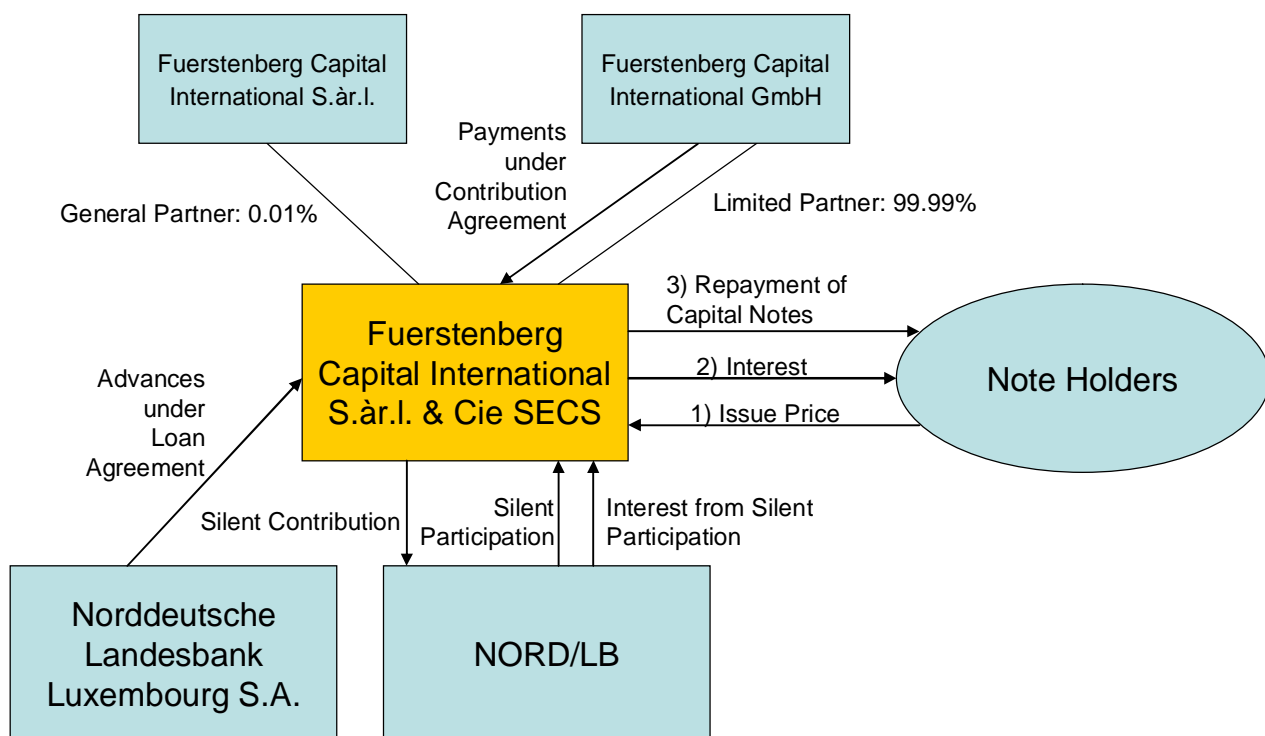 Fuerstenberg Capital
International S.àr.l.
Fuerstenberg Capital
International GmbH
Payments
under
Contribution
Agreement
General Partner: 0.01%
Limited Partner: 99.99%
3) Repayment of
Capital Notes
Fuerstenberg
Capital International
S.àr.l. & Cie SECS
2) Interest
Note Holders
1) Issue Price
Advances
under
Loan
Agreement
Silent Contribution
Silent
Participation
Interest from Silent
Participation
Norddeutsche
Landesbank
Luxembourg S.A.
NORD/LB